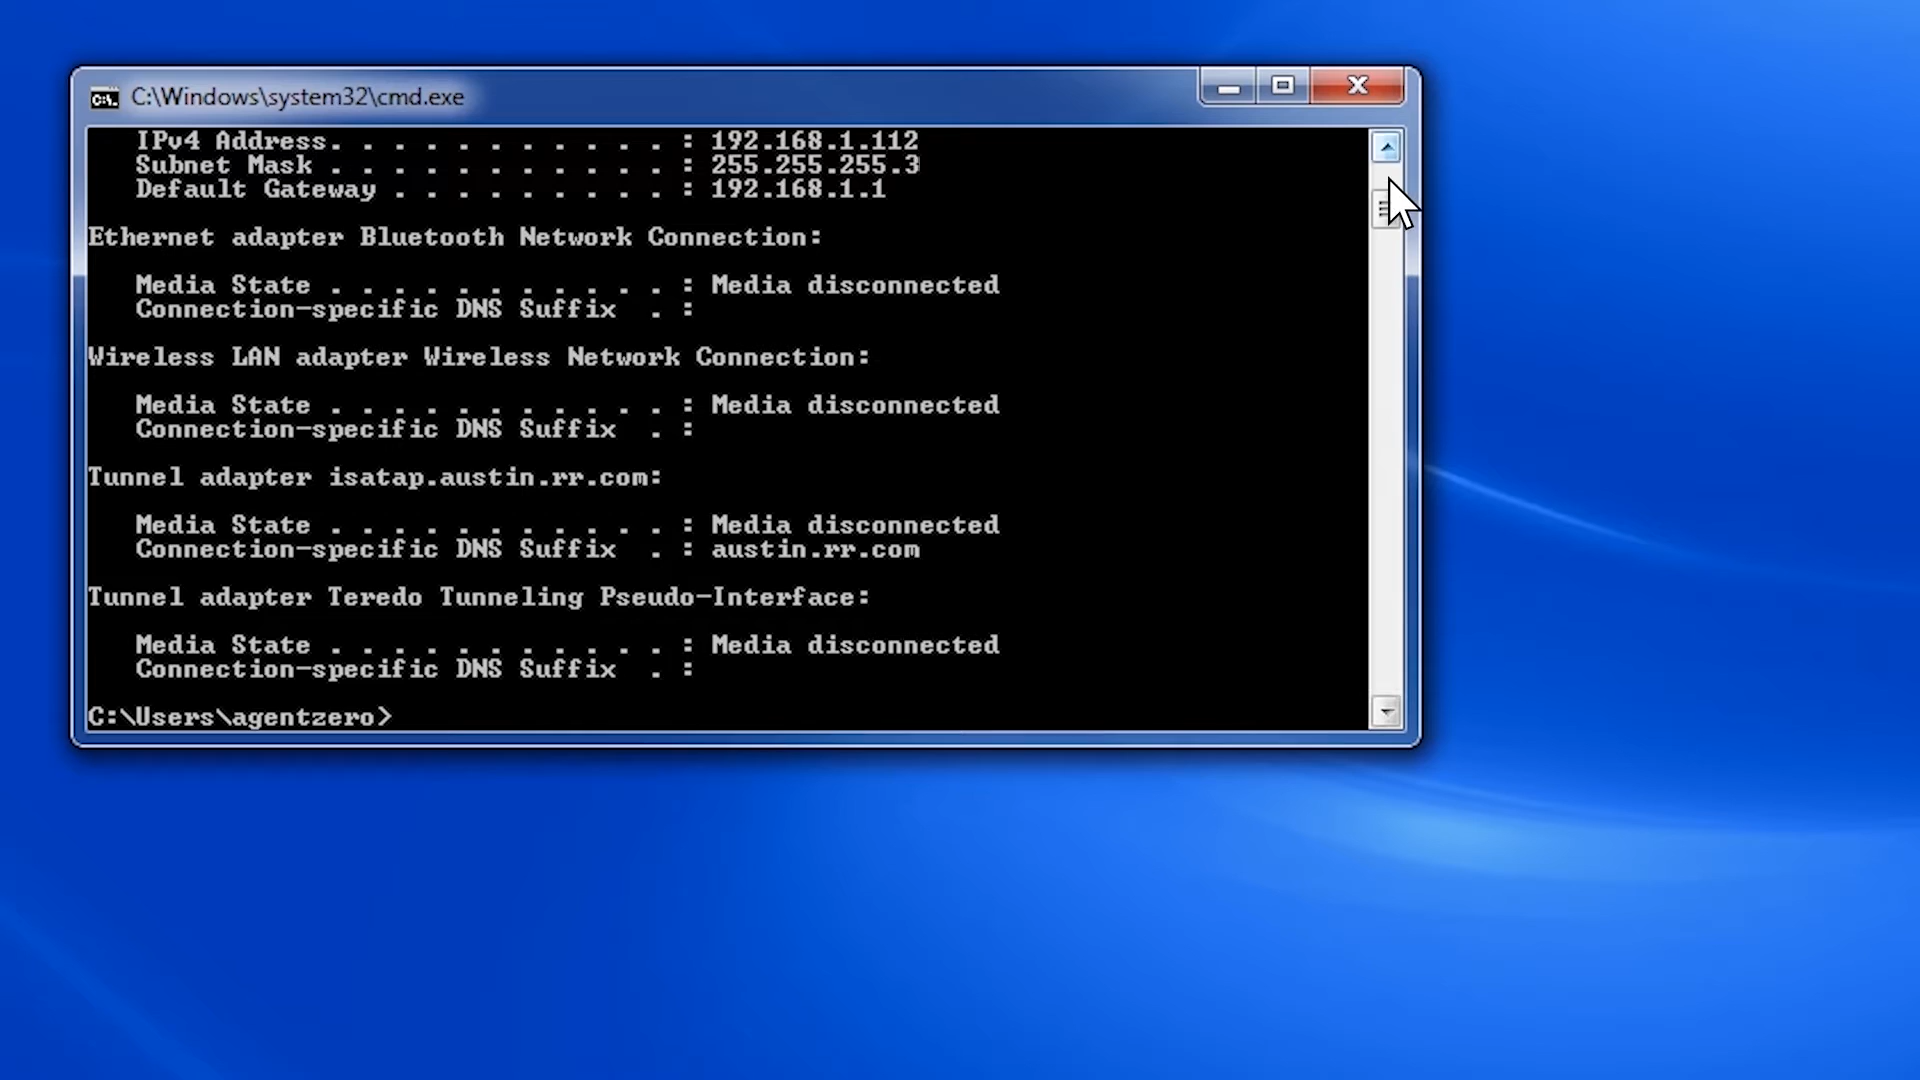 C:\Windows\system32\cmd.exe
IPv4 Address. . . . . . . . . . . : 192.168.1.112
Subnet Mask . . . . . . . . . . . : 255.255.255.3
Default Gateway . . . . . . . . . : 192.168.1.1
Ethernet adapter Bluetooth Network Connection:
Media State . . . . . . . . . . . : Media disconnected
Connection-specific DNS Suffix  . :
Wireless LAN adapter Wireless Network Connection:
Media State . . . . . . . . . . . : Media disconnected
Connection-specific DNS Suffix  . :
Tunnel adapter isatap.austin.rr.com:
Media State . . . . . . . . . . . : Media disconnected
Connection-specific DNS Suffix  . : austin.rr.com
Tunnel adapter Teredo Tunneling Pseudo-Interface:
Media State . . . . . . . . . . . : Media disconnected
Connection-specific DNS Suffix  . :
C:\Users\agentzero>